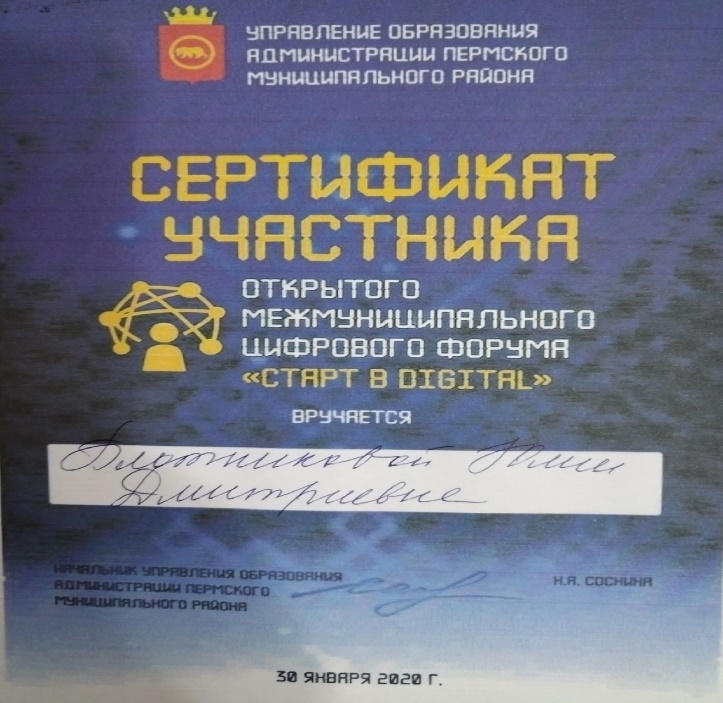 УПРАВЛЕНИЕ ОБРАЗОВАНИЯ
АДМИНИСТРАЦИИ ПЕРМСКОГО
МУНИЦИПАЛЬНОГО РАЙОНА
СЕРТИФИКАТ
УЧАСТНИКА
ОТКРЫТОГО
МЕЖМУНИЦИПАЛЬНОГО
ЦИФРОВОГО ФОРУМА
«СТАРТ В DIGITAL»
ВРУЧАЕТСЯ
Юлии
Дмитриевне
НАЧАЛЬНИК УПРАВЛЕНИЯ ОБРАЗОВАНИЯ
АДМИНИСТРАЦИИ ПЕРМСКОГО
МУНИЦИПАЛЬНОГО РАЙОНА
Н.А. СОСНИНА
30 ЯНВАРЯ 2020 Г.